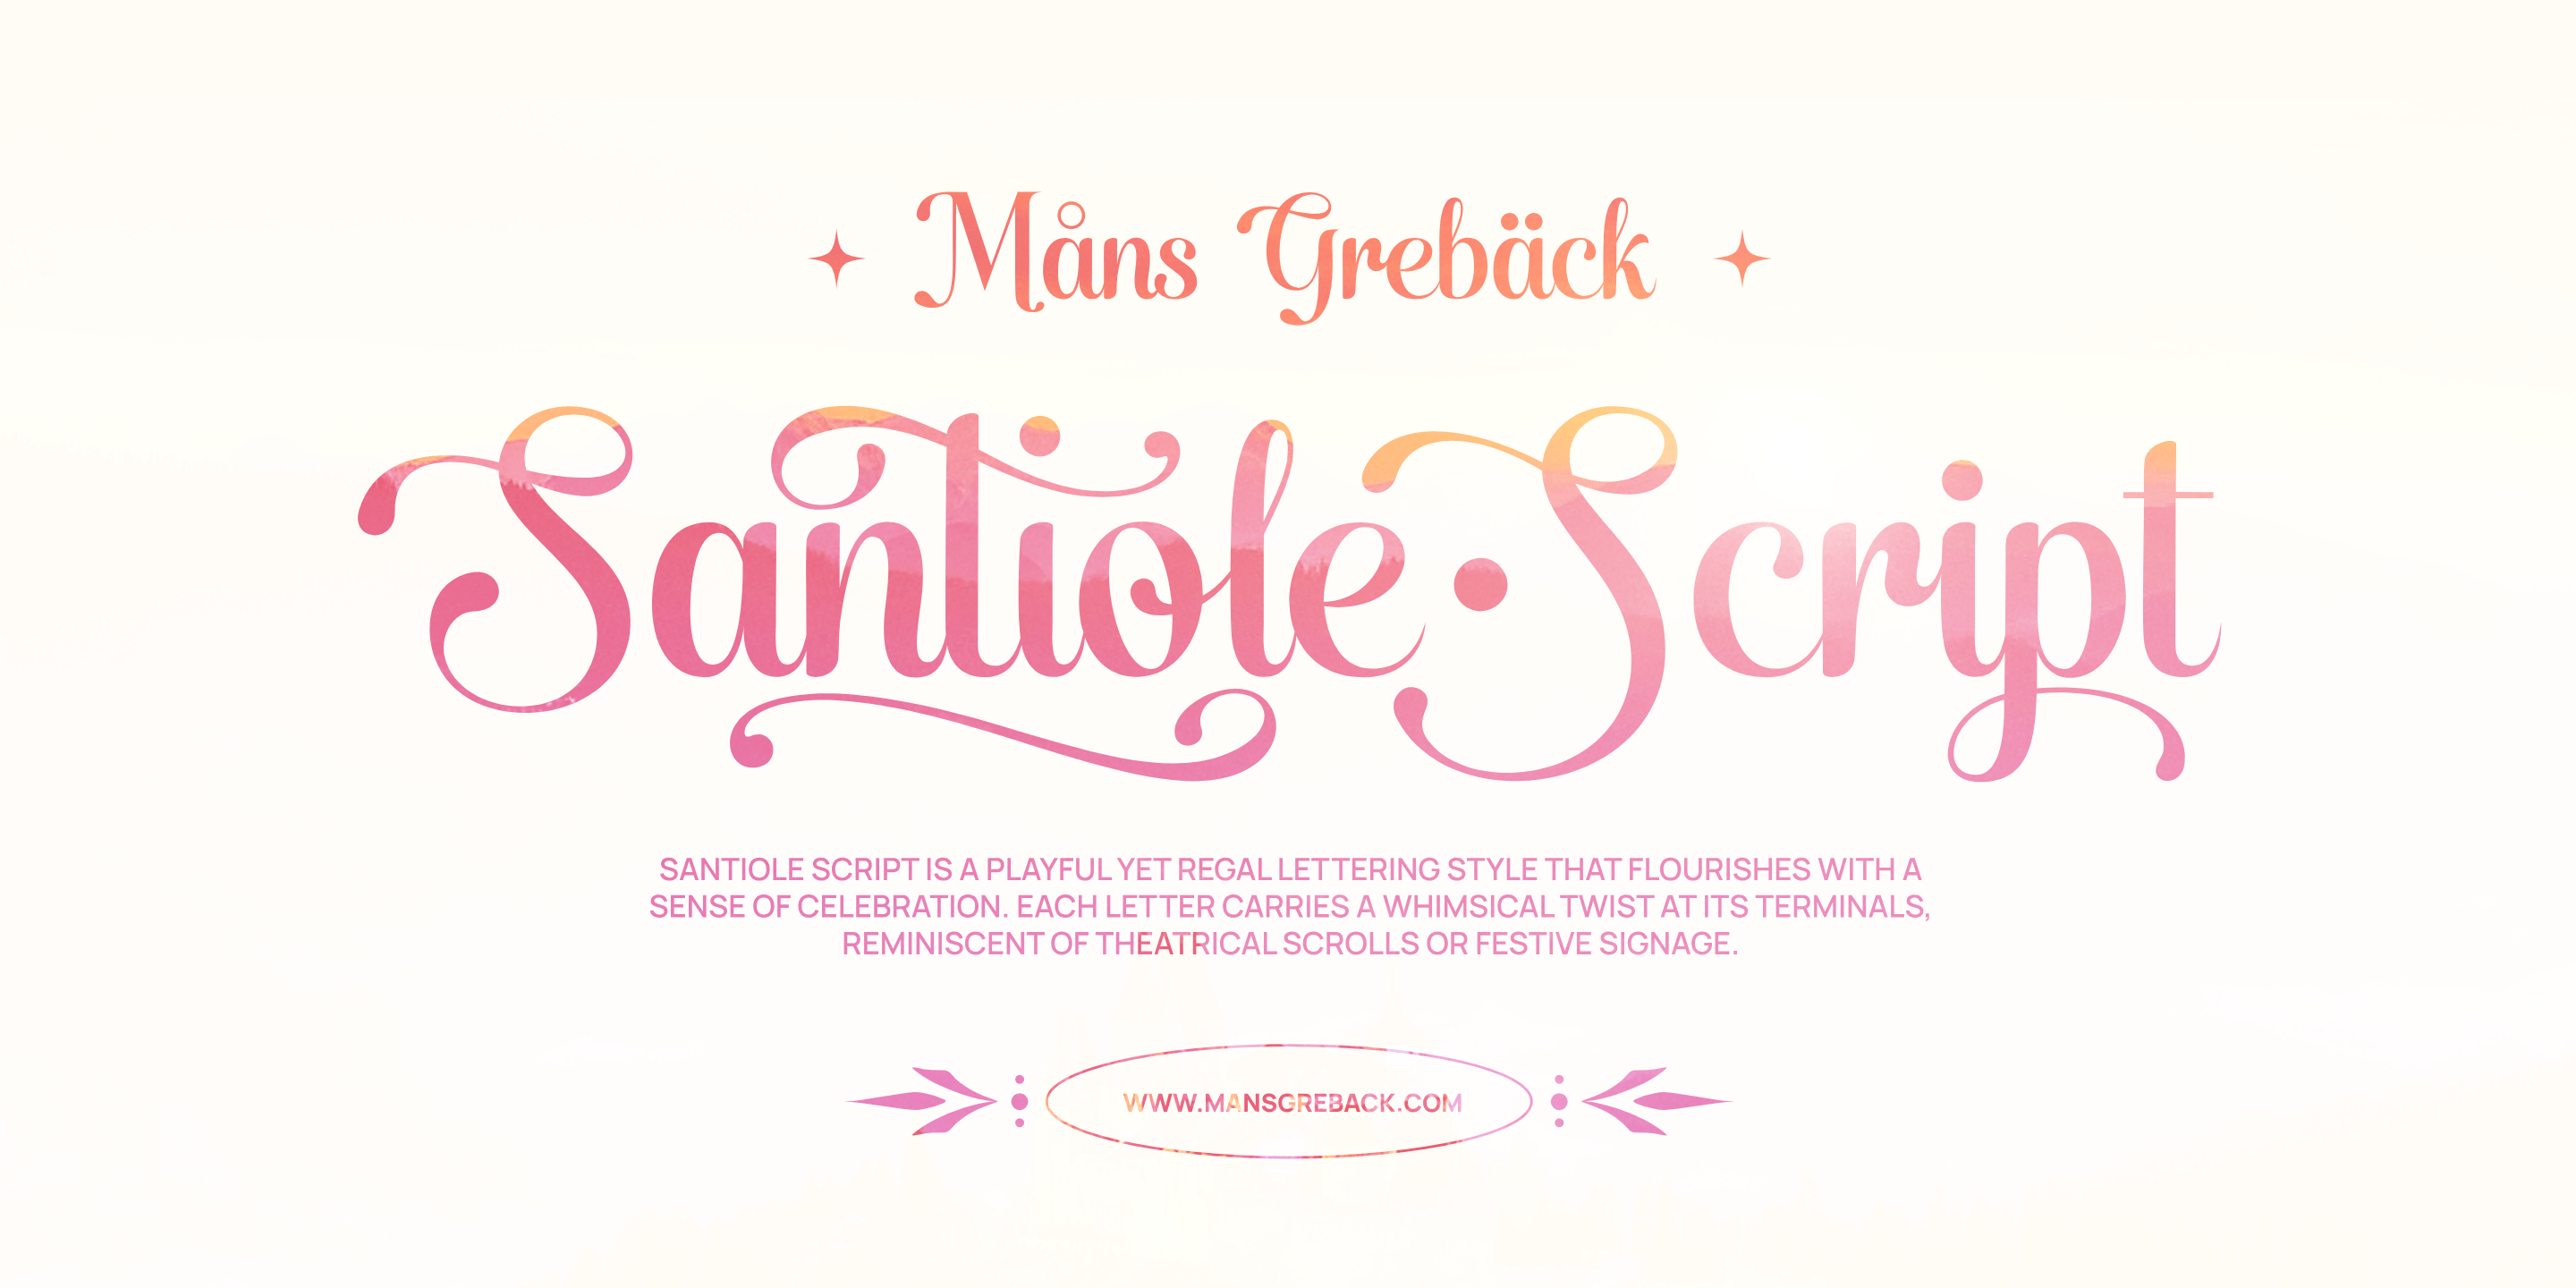 Måns Grebäck
Santiole • Script
SANTIOLE SCRIPT IS A PLAYFUL YET REGAL LETTERING STYLE THAT FLOURISHES WITH A
SENSE OF CELEBRATION. EACH LETTER CARRIES A WHIMSICAL TWIST AT ITS TERMINALS,
REMINISCENT OF THEATRICAL SCROLLS OR FESTIVE SIGNAGE.
WWW.MANSGREBACK.COM